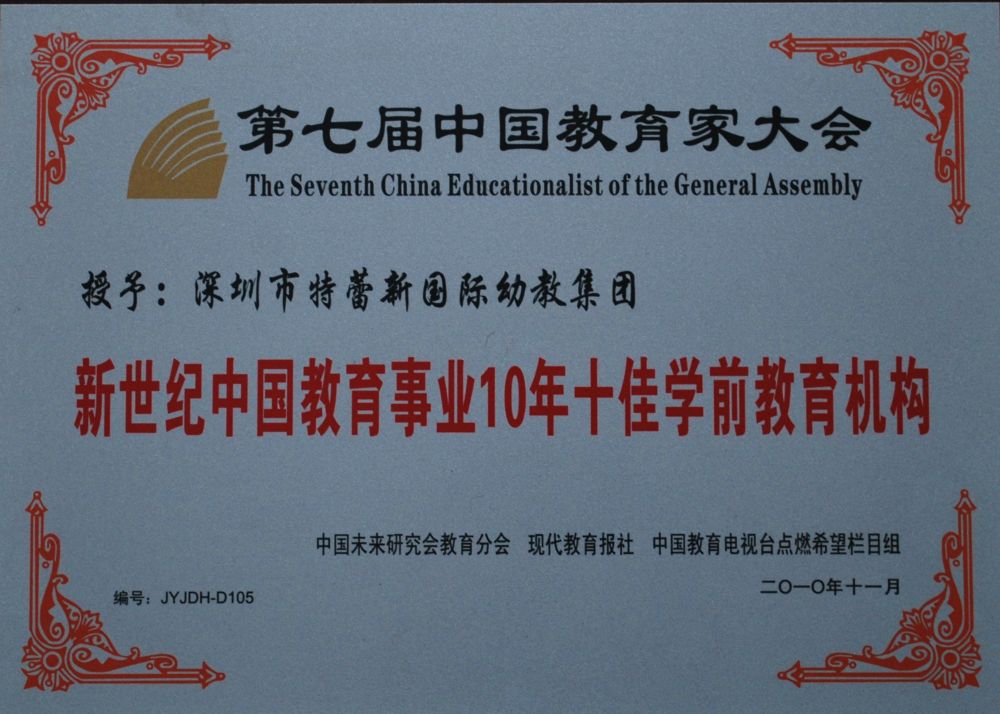 第七届中国教育家大会
The Seventh China Educationalist of the General Assembly
授予：深圳市特蕾新国际幼教集团
新世纪中国教育事业10年十佳学前教育机构
中国未来研究会教育分会 现代教育报社 中国教育电视台点燃希望栏目组
二O一O年十一月
编号：JYJDH-D105